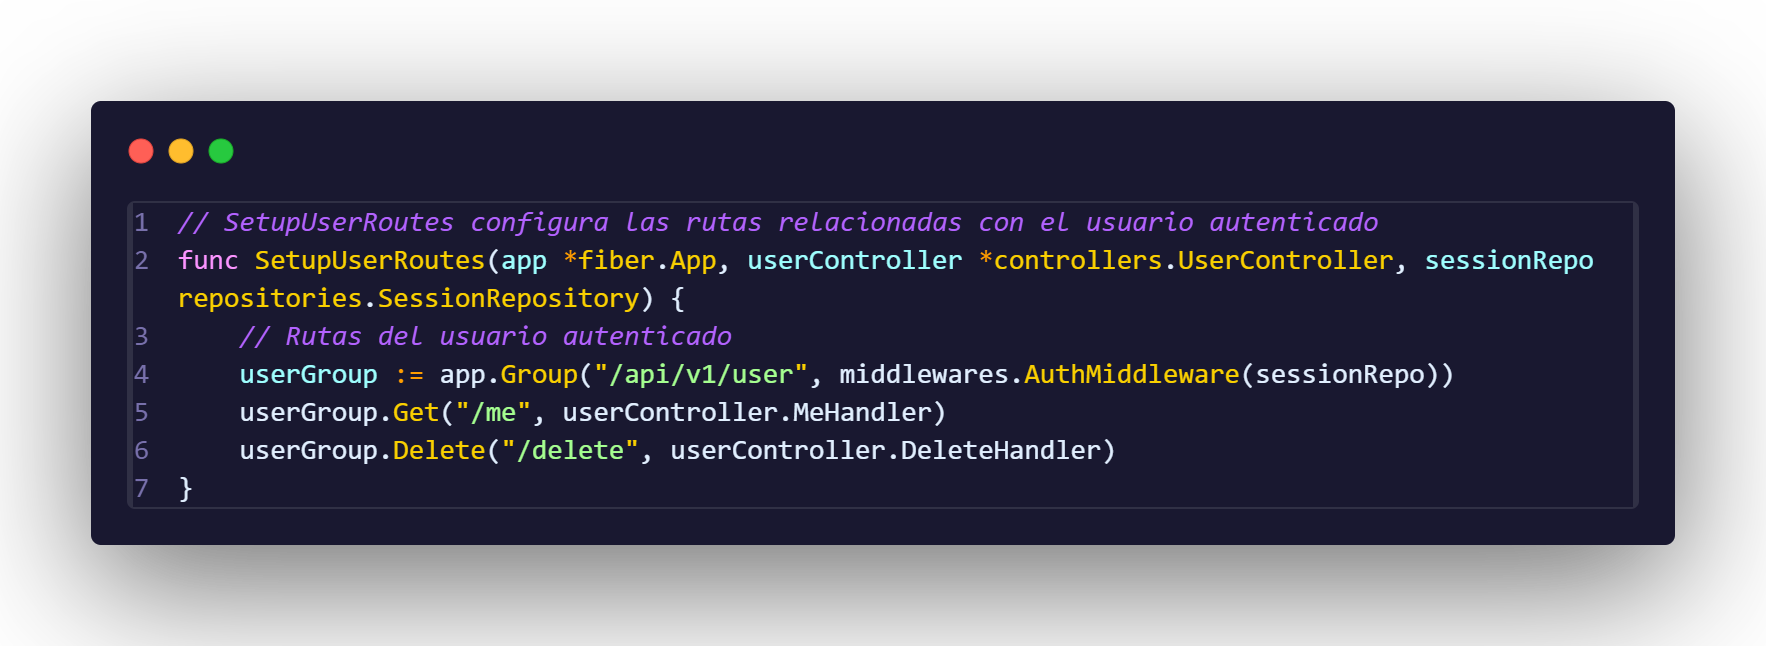 1 // SetupUserRoutes configura las rutas relacionadas con el usuario autenticado
2 func SetupUserRoutes(app *fiber.App, userController *controllers.UserController, sessionRepo
repositories.SessionRepository) {
3     // Rutas del usuario autenticado
4     userGroup := app.Group("/api/v1/user", middlewares.AuthMiddleware(sessionRepo))
5     userGroup.Get("/me", userController.MeHandler)
6     userGroup.Delete("/delete", userController.DeleteHandler)
7 }